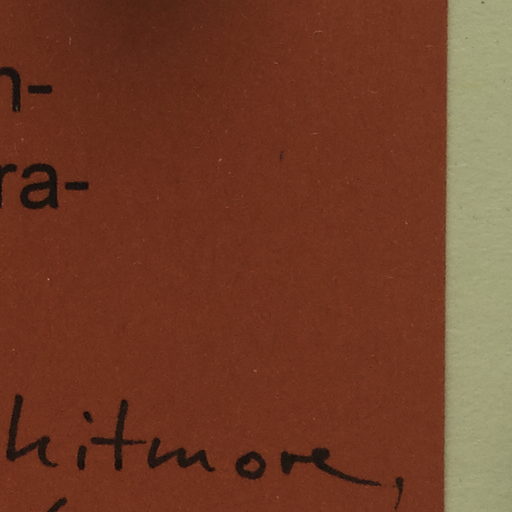 n-
ra-
hitmore,